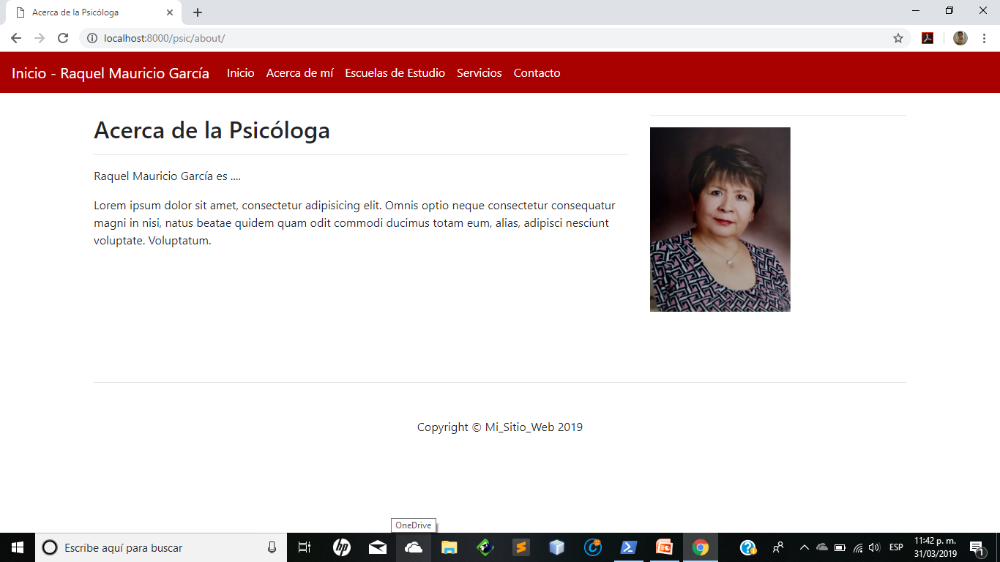 Acerca de la Psicóloga
localhost:8000/psic/about/
Inicio - Raquel Mauricio García Inicio Acerca de mí Escuelas de Estudio Servicios Contacto
Acerca de la Psicóloga
Raquel Mauricio García es ....
Lorem ipsum dolor sit amet, consectetur adipisicing elit. Omnis optio neque consectetur consequatur
magni in nisi, natus beatae quidem quam odit commodi ducimus totam eum, alias, adipisci nesciunt
voluptate. Voluptatum.
Copyright © Mi_Sitio_Web 2019
OneDrive
Escribe aquí para buscar
hp
ESP
11:42 p. m.
31/03/2019
1